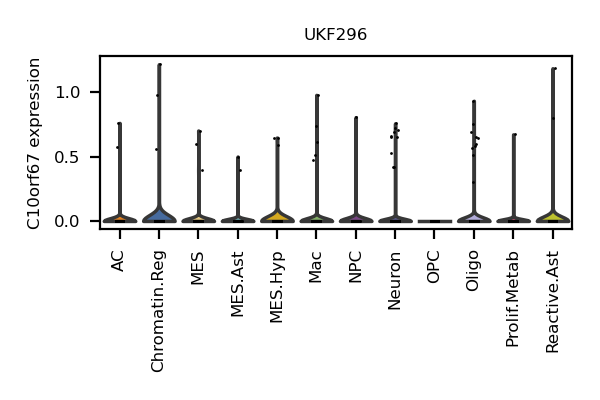 UKF296
C10orf67 expression
1.0
0.5
0.0
AC
Chromatin.Reg
MES
MES.Ast
MES.Hyp
Mac
NPC
Neuron
OPC
Oligo
Prolif.Metab
Reactive.Ast